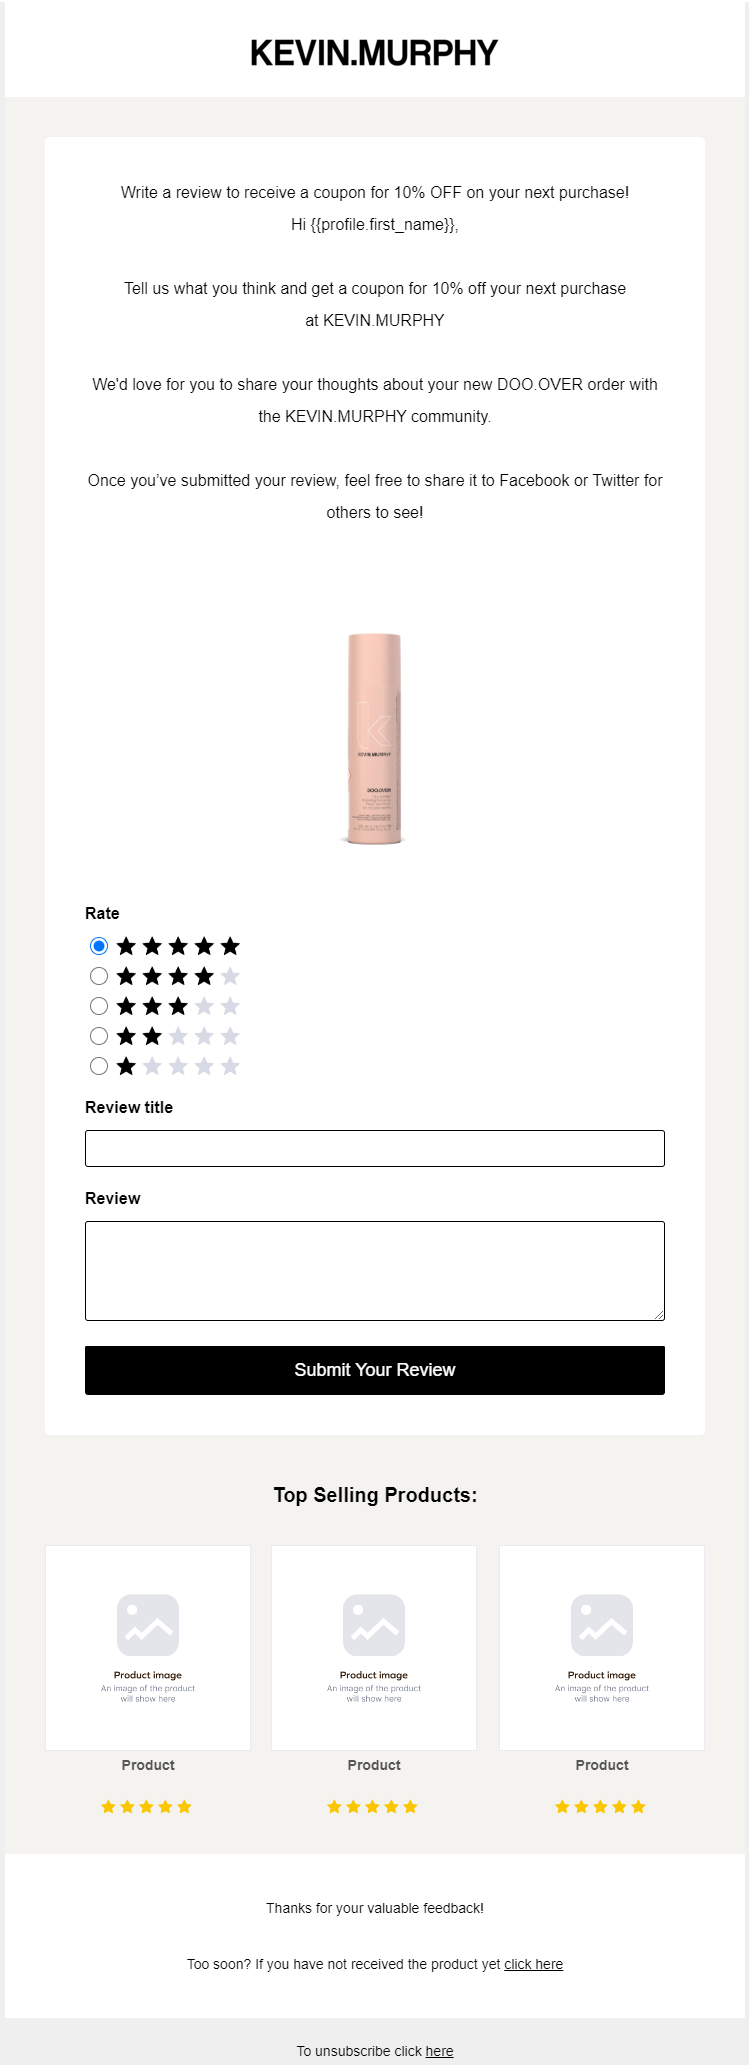 KEVIN.MURPHY
Write a review to receive a coupon for 10% OFF on your next purchase!
Hi {{profile.first_name}},
Tell us what you think and get a coupon for 10% off your next purchase
at KEVIN.MURPHY
We'd love for you to share your thoughts about your new DOO.OVER order with
the KEVIN.MURPHY community.
Once you’ve submitted your review, feel free to share it to Facebook or Twitter for
others to see!
KEVIN.MURPHY
DOO.OVER
Rate
Review title
Review
Submit Your Review
Top Selling Products:
Product image
An image of the product
will show here
Product
Product image
An image of the product
will show here
Product
Product image
An image of the product
will show here
Product
Thanks for your valuable feedback!
Too soon? If you have not received the product yet click here
To unsubscribe click here